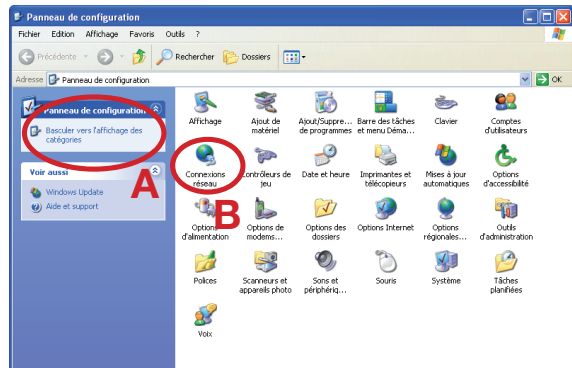 Panneau de configuration
Fichier Edition Affichage Favoris Outils ?
Précédente Rechercher Dossiers
Adresse Panneau de configuration OK
Panneau de configuration
Basculer vers l'affichage des
catégories
A
Voir aussi
Windows Update
Aide et support
Affichage
Ajout de
matériel
Ajout/Suppre...
de programmes
Barre des tâches
et menu Déma...
Clavier
Comptes
d'utilisateurs
Connexions
réseau
B
Contrôleurs de
jeu
Date et heure
Imprimantes et
télécopieurs
Mises à jour
automatiques
Options
d'accessibilité
Options
d'alimentation
Options de
modems...
Options des
dossiers
Options Internet
Options
régionales...
Outils
d'administration
Polices
Scanneurs et
appareils photo
Sons et
périphériq...
Souris
Système
Tâches
planifiées
Voix